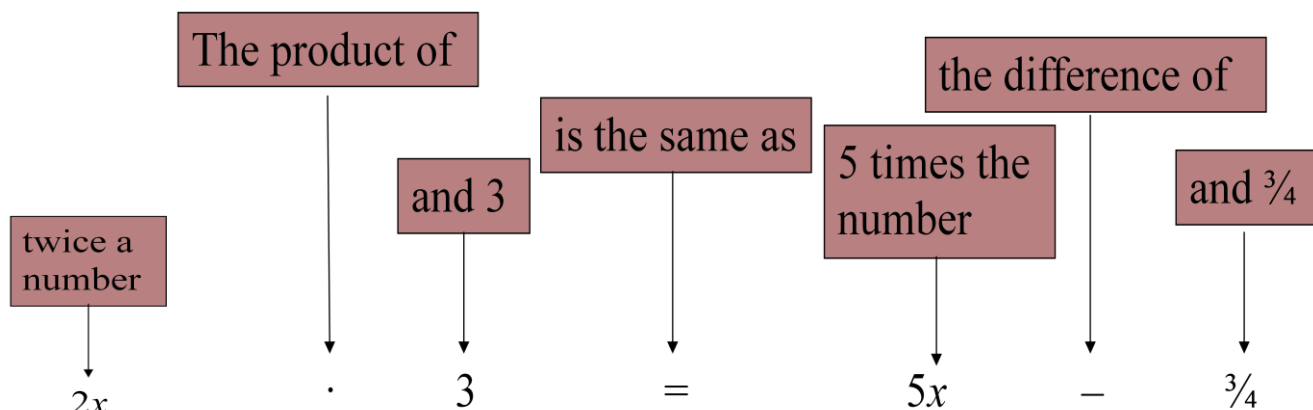 The product of
the difference of
is the same as
5 times the
number
and 3
and ¾
twice a
number
2x · 3 = 5x – ¾